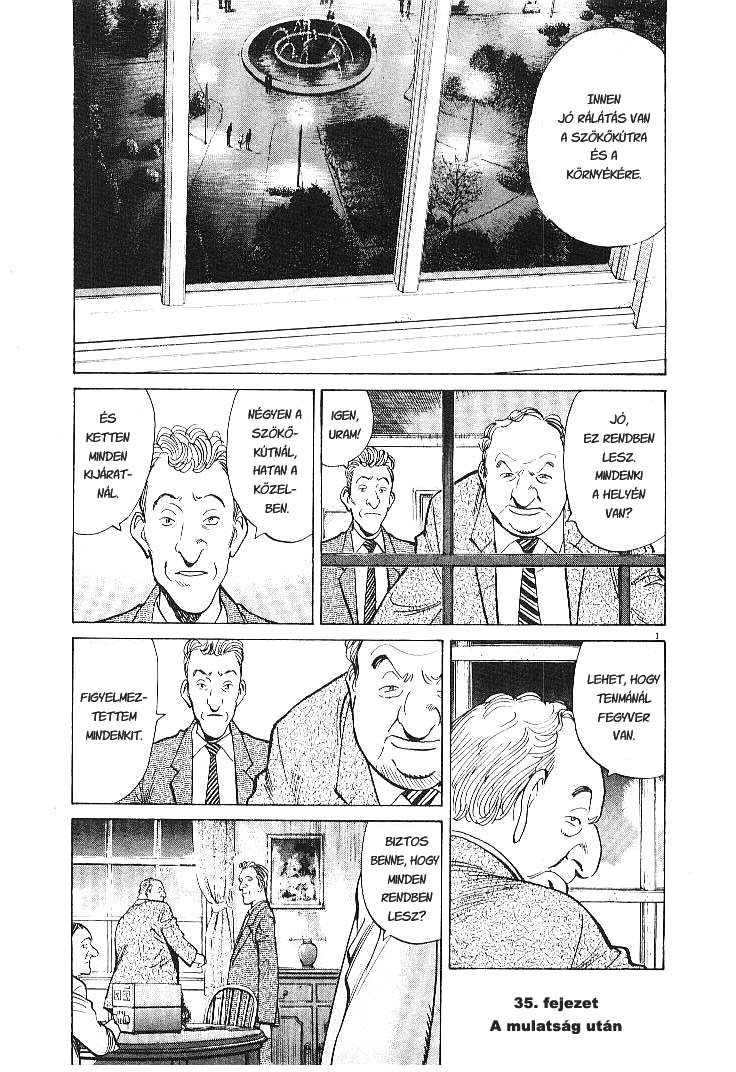 INNEN
JÓ RÁLÁTÁS VAN
A SZÖKŐKÚTRA
ÉS A
KÖRNYÉKÉRE.
JÓ,
EZ RENDBEN
LESZ.
MINDENKI
A HELYÉN
VAN?
IGEN,
URAM!
NÉGYEN A
SZÖKŐ-
KÚTNÁL,
HATAN A
KÖZEL-
BEN.
ÉS
KETTEN
MINDEN
KIJÁRAT-
NÁL.
1
LEHET, HOGY
TENMÁNÁL
FEGYVER
VAN.
FIGYELMEZ-
TETTEM
MINDENKIT.
BIZTOS
BENNE, HOGY
MINDEN
RENDBEN
LESZ?
35. fejezet
A mulatság után